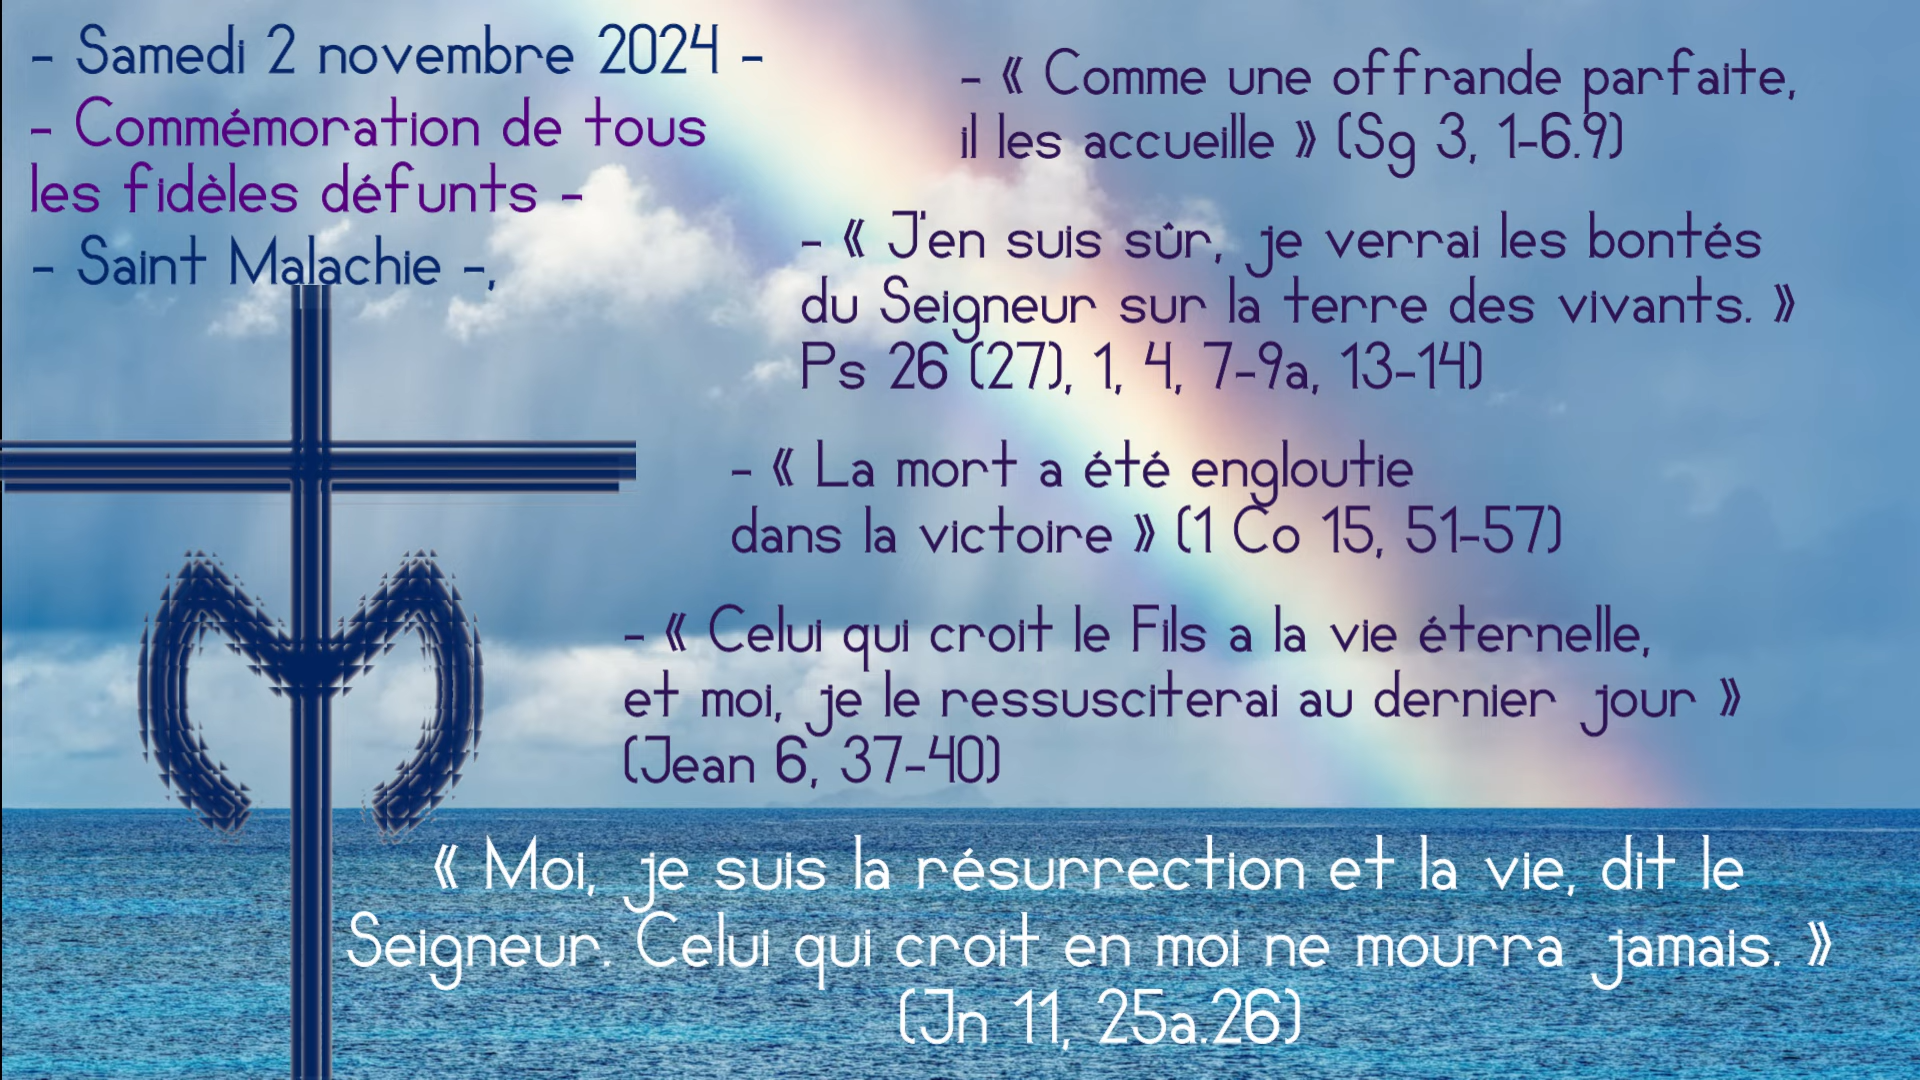 - Samedi 2 novembre 2024 -
- Commémoration de tous
les fidèles défunts -
- Saint Malachie -,
- « Comme une offrande parfaite,
il les accueille » (Sg 3, 1-6.9)
- « J'en suis sûr, je verrai les bontés
du Seigneur sur la terre des vivants. »
Ps 26 (27), 1, 4, 7-9a, 13-14)
- « La mort a été engloutie
dans la victoire » (1 Co 15, 51-57)
- « Celui qui croit le Fils a la vie éternelle,
et moi, je le ressusciterai au dernier jour »
(Jean 6, 37-40)
« Moi, je suis la résurrection et la vie, dit le
Seigneur. Celui qui croit en moi ne mourra jamais. »
(Jn 11, 25a.26)